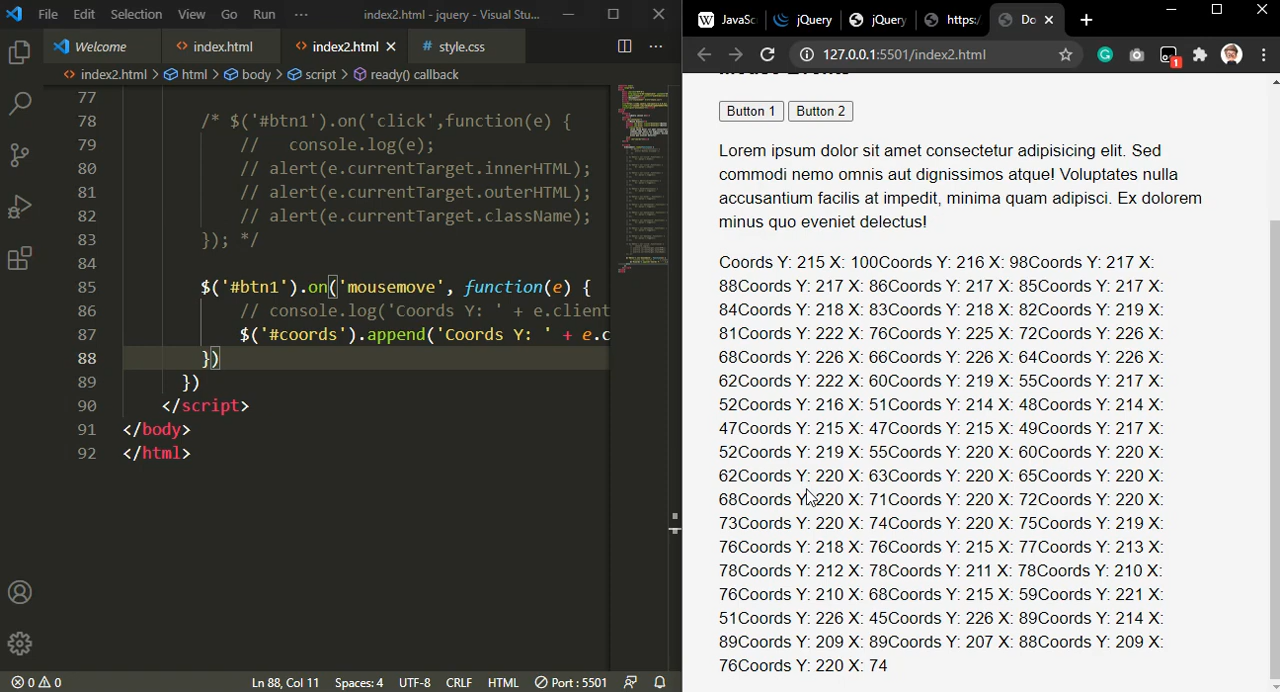 File Edit Selection View Go Run ··· index2.html - jquery - Visual Stu...
Welcome index.html index2.html style.css
index2.html > html > body > script > ready() callback
77
78 /* $('#btn1').on('click',function(e) {
79 //   console.log(e);
80 // alert(e.currentTarget.innerHTML);
81 // alert(e.currentTarget.outerHTML);
82 // alert(e.currentTarget.className);
83 }); */
84
85 $('#btn1').on('mousemove', function(e) {
86 // console.log('Coords Y: ' + e.client
87 $('#coords').append('Coords Y: ' + e.c
88 })
89 })
90 </script>
91 </body>
92 </html>
0 0 Ln 88, Col 11 Spaces: 4 UTF-8 CRLF HTML Port : 5501
JavaSc jQuery jQuery https: Do
127.0.0.1:5501/index2.html
1
Mouse Events
Button 1 Button 2
Lorem ipsum dolor sit amet consectetur adipisicing elit. Sed
commodi nemo omnis aut dignissimos atque! Voluptates nulla
accusantium facilis at impedit, minima quam adipisci. Ex dolorem
minus quo eveniet delectus!
Coords Y: 215 X: 100Coords Y: 216 X: 98Coords Y: 217 X:
88Coords Y: 217 X: 86Coords Y: 217 X: 85Coords Y: 217 X:
84Coords Y: 218 X: 83Coords Y: 218 X: 82Coords Y: 219 X:
81Coords Y: 222 X: 76Coords Y: 225 X: 72Coords Y: 226 X:
68Coords Y: 226 X: 66Coords Y: 226 X: 64Coords Y: 226 X:
62Coords Y: 222 X: 60Coords Y: 219 X: 55Coords Y: 217 X:
52Coords Y: 216 X: 51Coords Y: 214 X: 48Coords Y: 214 X:
47Coords Y: 215 X: 47Coords Y: 215 X: 49Coords Y: 217 X:
52Coords Y: 219 X: 55Coords Y: 220 X: 60Coords Y: 220 X:
62Coords Y: 220 X: 63Coords Y: 220 X: 65Coords Y: 220 X:
68Coords Y: 220 X: 71Coords Y: 220 X: 72Coords Y: 220 X:
73Coords Y: 220 X: 74Coords Y: 220 X: 75Coords Y: 219 X:
76Coords Y: 218 X: 76Coords Y: 215 X: 77Coords Y: 213 X:
78Coords Y: 212 X: 78Coords Y: 211 X: 78Coords Y: 210 X:
76Coords Y: 210 X: 68Coords Y: 215 X: 59Coords Y: 221 X:
51Coords Y: 226 X: 45Coords Y: 226 X: 89Coords Y: 214 X:
89Coords Y: 209 X: 89Coords Y: 207 X: 88Coords Y: 209 X:
76Coords Y: 220 X: 74